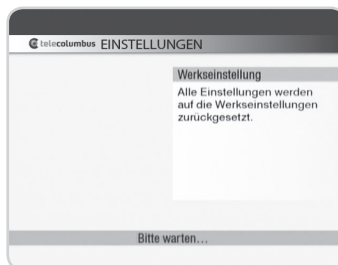 telecolumbus EINSTELLUNGEN
Werkseinstellung
Alle Einstellungen werden
auf die Werkseinstellungen
zurückgesetzt.
Bitte warten...